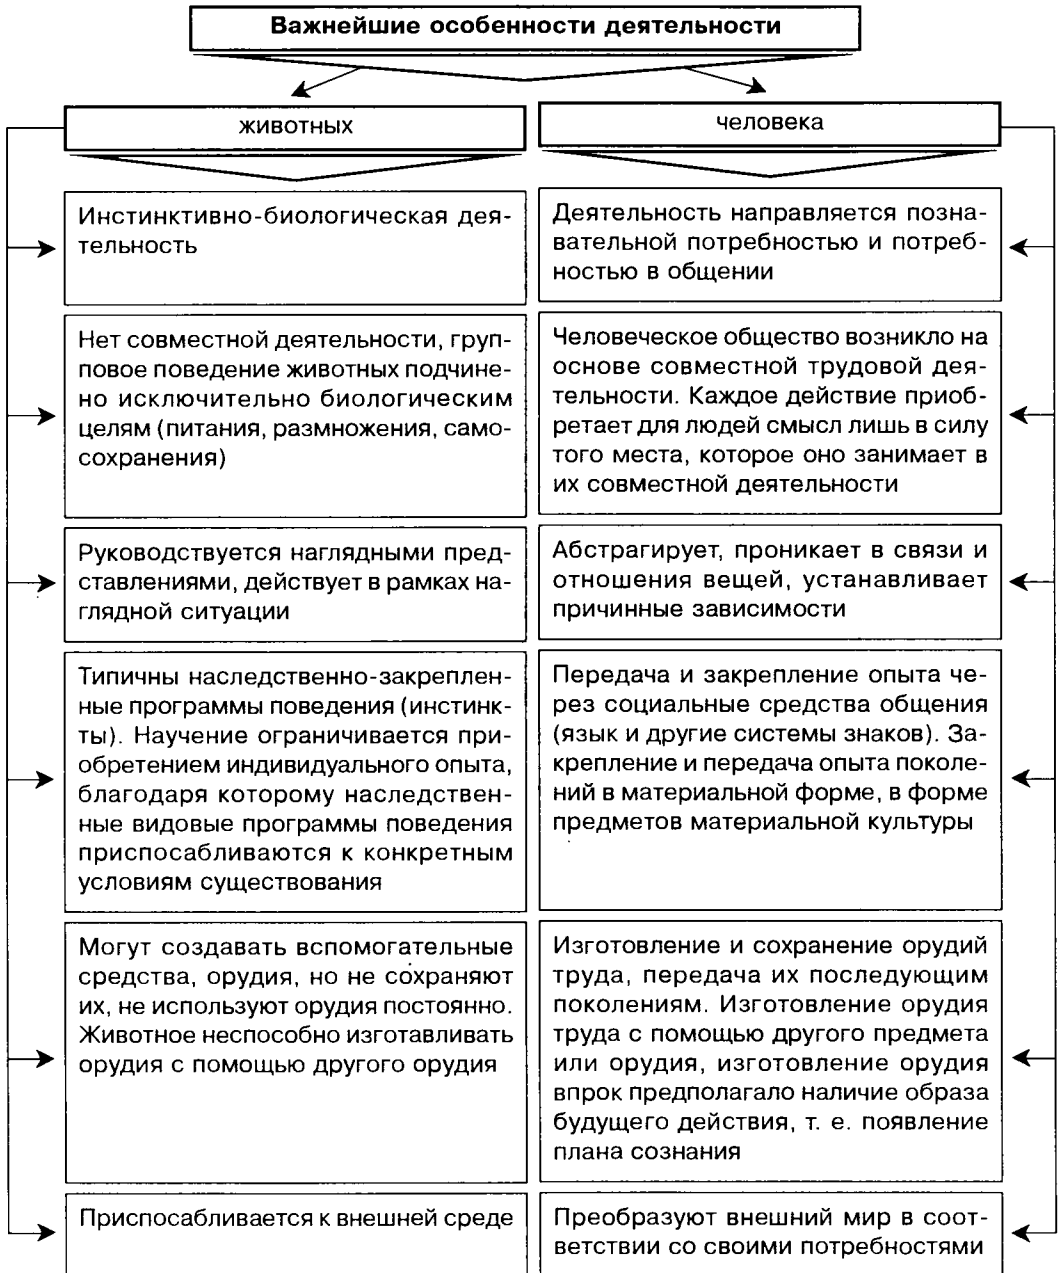 Важнейшие особенности деятельности
животных
человека
Инстинктивно-биологическая дея-
тельность
Деятельность направляется позна-
вательной потребностью и потреб-
ностью в общении
Нет совместной деятельности, груп-
повое поведение животных подчине-
но исключительно биологическим
целям (питания, размножения, само-
сохранения)
Человеческое общество возникло на
основе совместной трудовой дея-
тельности. Каждое действие приоб-
ретает для людей смысл лишь в силу
того места, которое оно занимает в
их совместной деятельности
Руководствуется наглядными пред-
ставлениями, действует в рамках на-
глядной ситуации
Абстрагирует, проникает в связи и
отношения вещей, устанавливает
причинные зависимости
Типичны наследственно-закреплен-
ные программы поведения (инстинк-
ты). Научение ограничивается при-
обретением индивидуального опыта,
благодаря которому наследствен-
ные видовые программы поведения
приспосабливаются к конкретным
условиям существования
Передача и закрепление опыта че-
рез социальные средства общения
(язык и другие системы знаков). За-
крепление и передача опыта поколе-
ний в материальной форме, в форме
предметов материальной культуры
Могут создавать вспомогательные
средства, орудия, но не сохраняют
их, не используют орудия постоянно.
Животное неспособно изготавливать
орудия с помощью другого орудия
Изготовление и сохранение орудий
труда, передача их последующим
поколениям. Изготовление орудия
труда с помощью другого предмета
или орудия, изготовление орудия
впрок предполагало наличие образа
будущего действия, т. е. появление
плана сознания
Приспосабливается к внешней среде
Преобразуют внешний мир в соот-
ветствии со своими потребностями